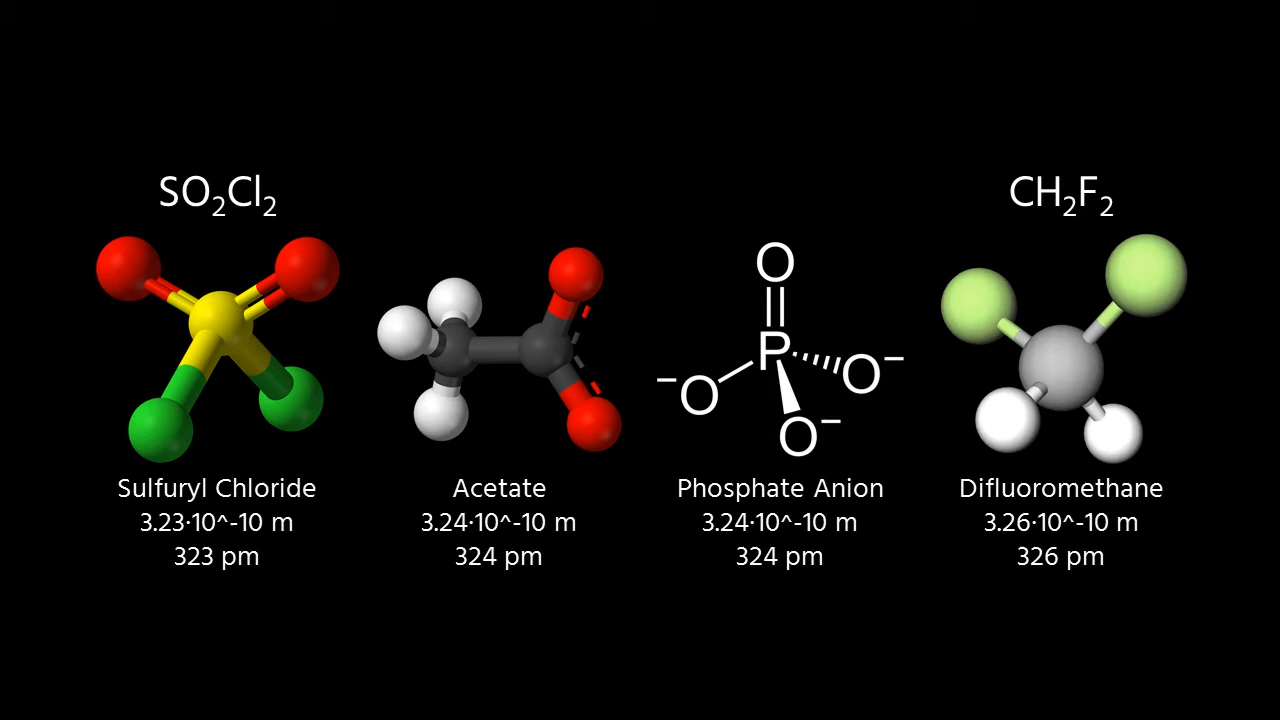 SO₂Cl₂
CH₂F₂
O
P
⁻O
O⁻
O⁻
Sulfuryl Chloride
3.23·10^-10 m
323 pm
Acetate
3.24·10^-10 m
324 pm
Phosphate Anion
3.24·10^-10 m
324 pm
Difluoromethane
3.26·10^-10 m
326 pm